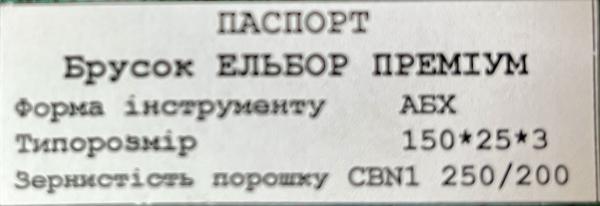 ПАСПОРТ
Брусок ЕЛЬБОР ПРЕМІУМ
Форма інструменту АБХ
Типорозмір 150*25*3
Зернистість порошку CBN1 250/200